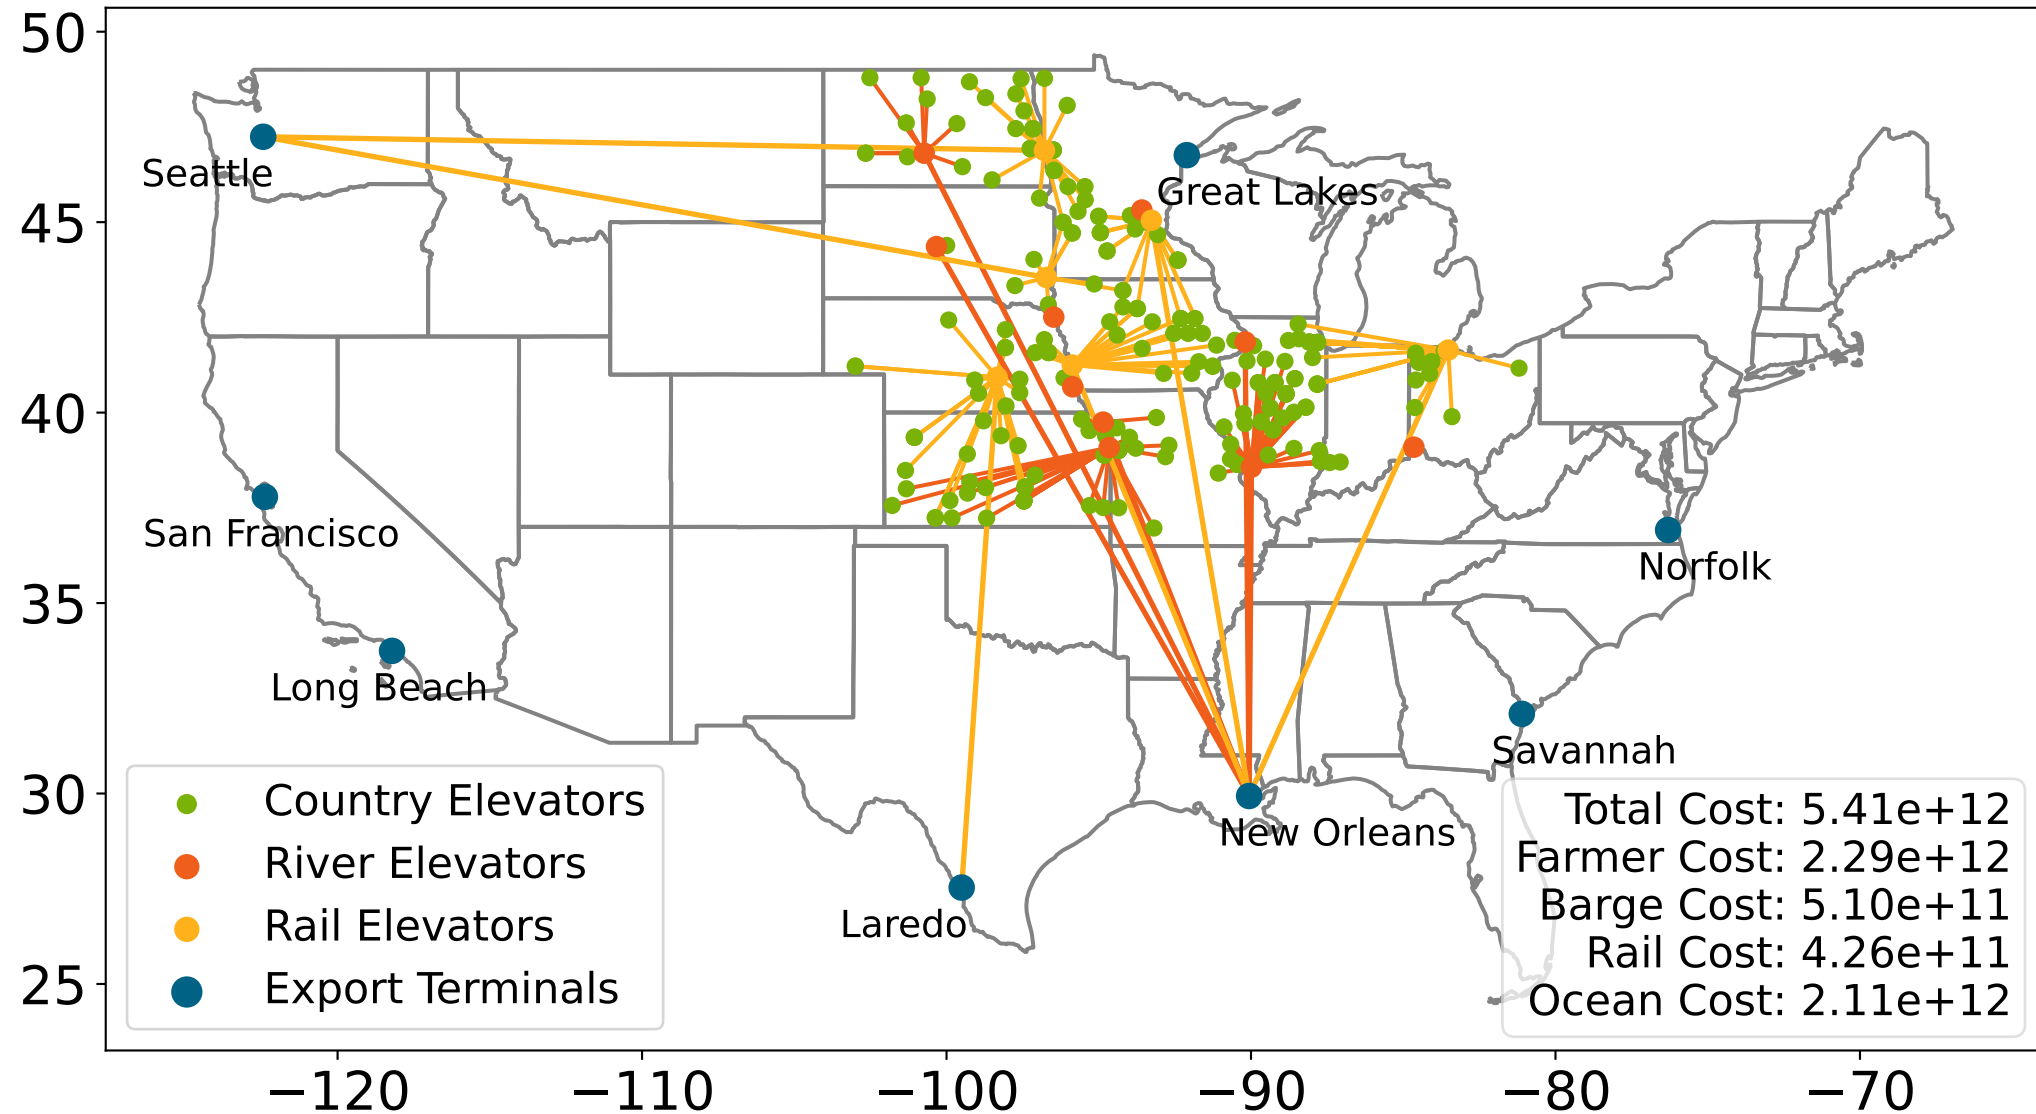 50
45
40
35
30
25
−120
−110
−100
−90
−80
−70
Seattle
Great Lakes
San Francisco
Norfolk
Long Beach
Savannah
New Orleans
Laredo
Country Elevators
River Elevators
Rail Elevators
Export Terminals
Total Cost: 5.41e+12
Farmer Cost: 2.29e+12
Barge Cost: 5.10e+11
Rail Cost: 4.26e+11
Ocean Cost: 2.11e+12